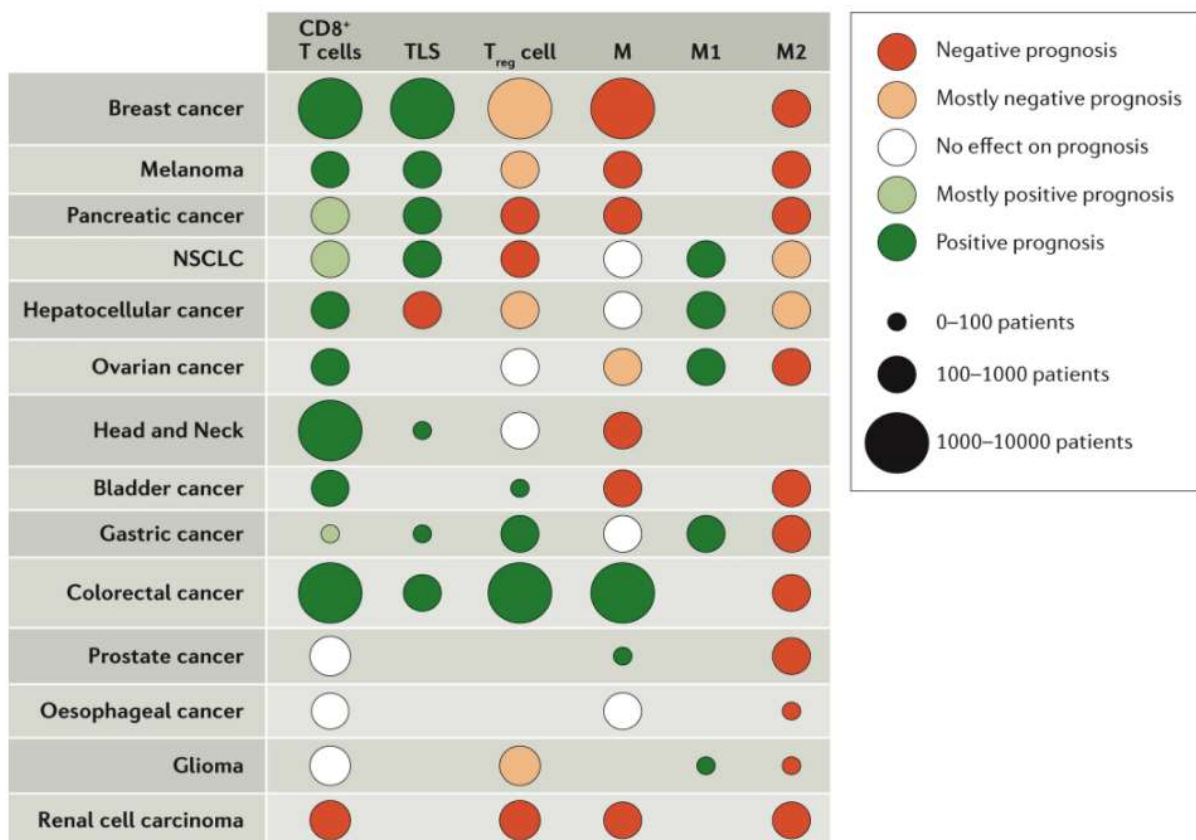 CD8⁺
T cells TLS T_reg cell M M1 M2
Breast cancer
Melanoma
Pancreatic cancer
NSCLC
Hepatocellular cancer
Ovarian cancer
Head and Neck
Bladder cancer
Gastric cancer
Colorectal cancer
Prostate cancer
Oesophageal cancer
Glioma
Renal cell carcinoma
Negative prognosis
Mostly negative prognosis
No effect on prognosis
Mostly positive prognosis
Positive prognosis
0–100 patients
100–1000 patients
1000–10000 patients